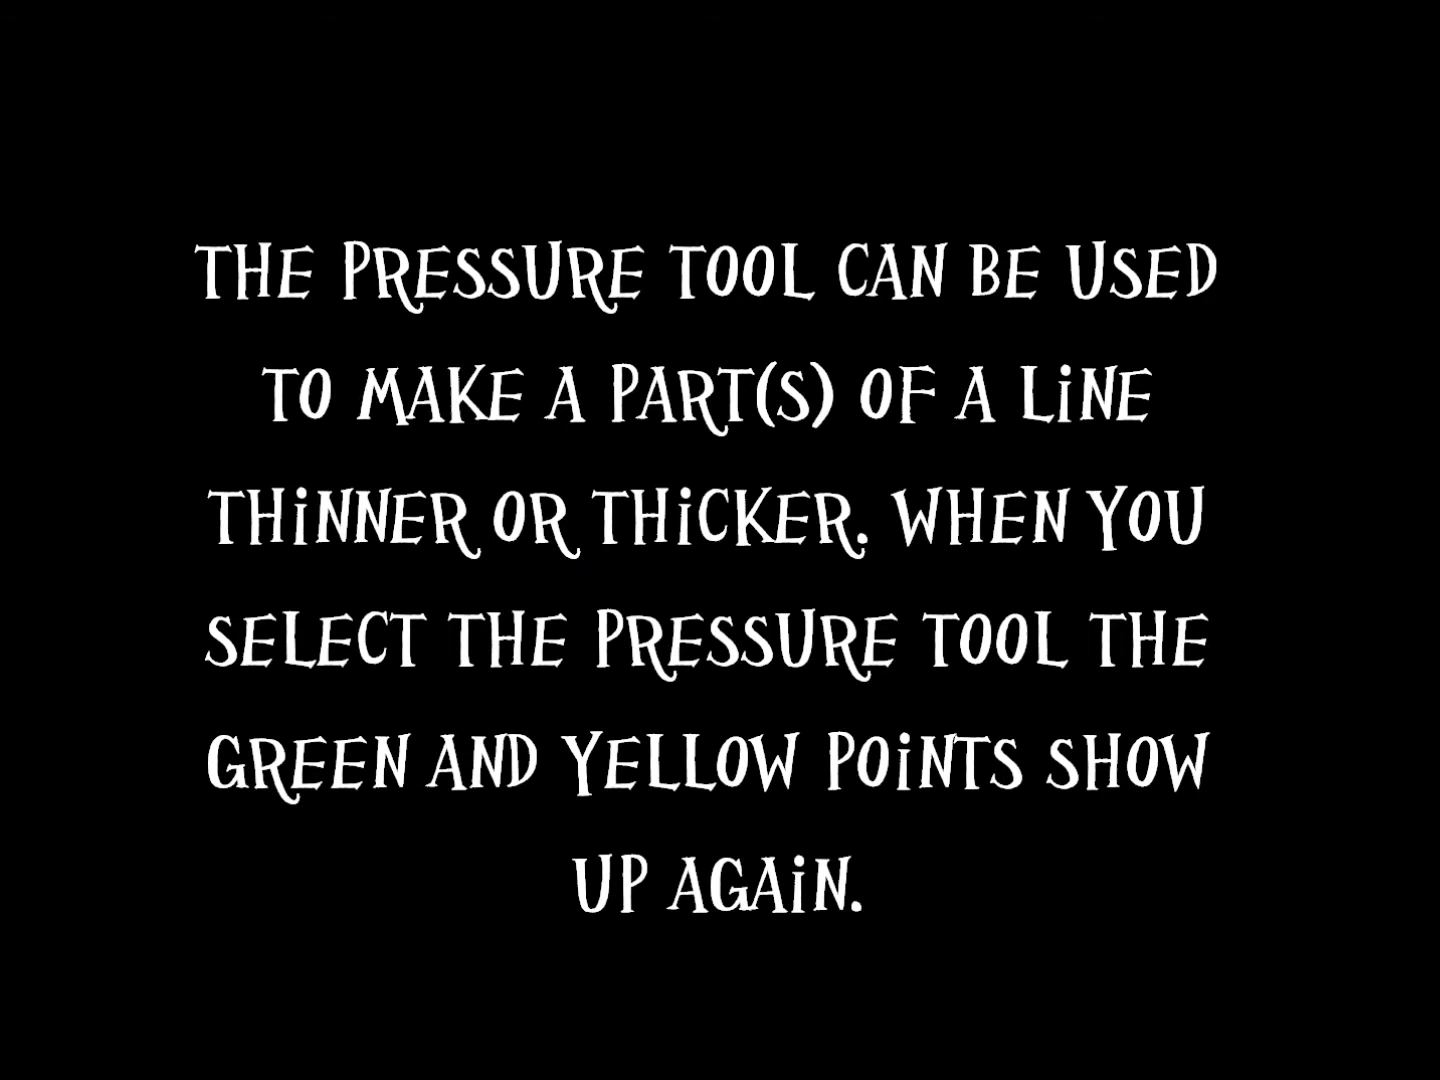 THE PRESSURE TOOL CAN BE USED
TO MAKE A PART(S) OF A LiNE
THiNNER OR THiCKER. WHEN YOU
SELECT THE PRESSURE TOOL THE
GREEN AND YELLOW POiNTS SHOW
UP AGAiN.